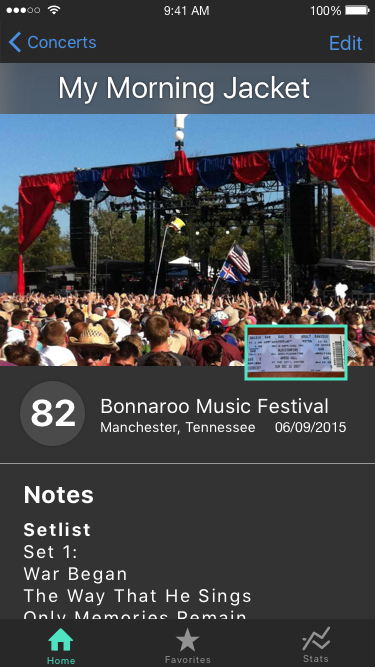 9:41 AM
100%
Concerts
Edit
My Morning Jacket
82
Bonnaroo Music Festival
Manchester, Tennessee 06/09/2015
Notes
Setlist
Set 1:
War Began
The Way That He Sings
Only Memories Remain
Home
Favorites
Stats